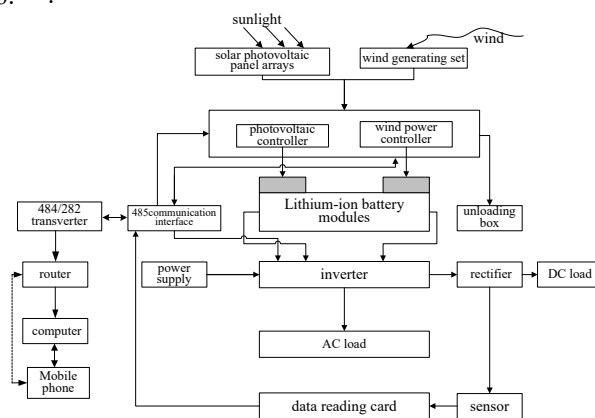 sunlight
wind
solar photovoltaic
panel arrays
wind generating set
photovoltaic
controller
wind power
controller
Lithium-ion battery
modules
484/282
transverter
485communication
interface
unloading
box
router
power
supply
inverter
rectifier
DC load
computer
AC load
Mobile
phone
data reading card
sensor